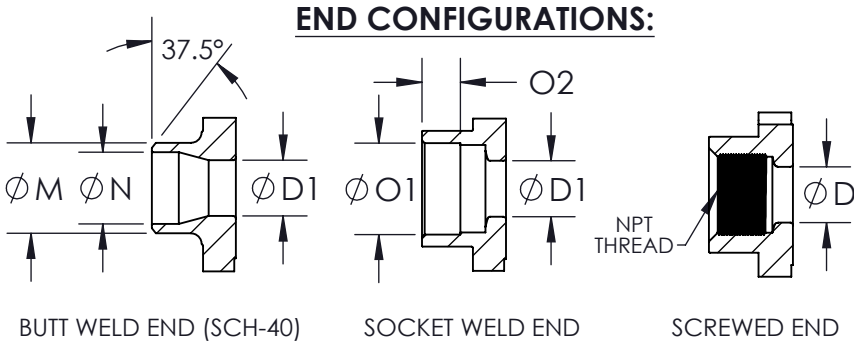 END CONFIGURATIONS:
37.5°
O2
ØM
ØN
ØD1
ØO1
ØD1
ØD
NPT
THREAD
BUTT WELD END (SCH-40)
SOCKET WELD END
SCREWED END